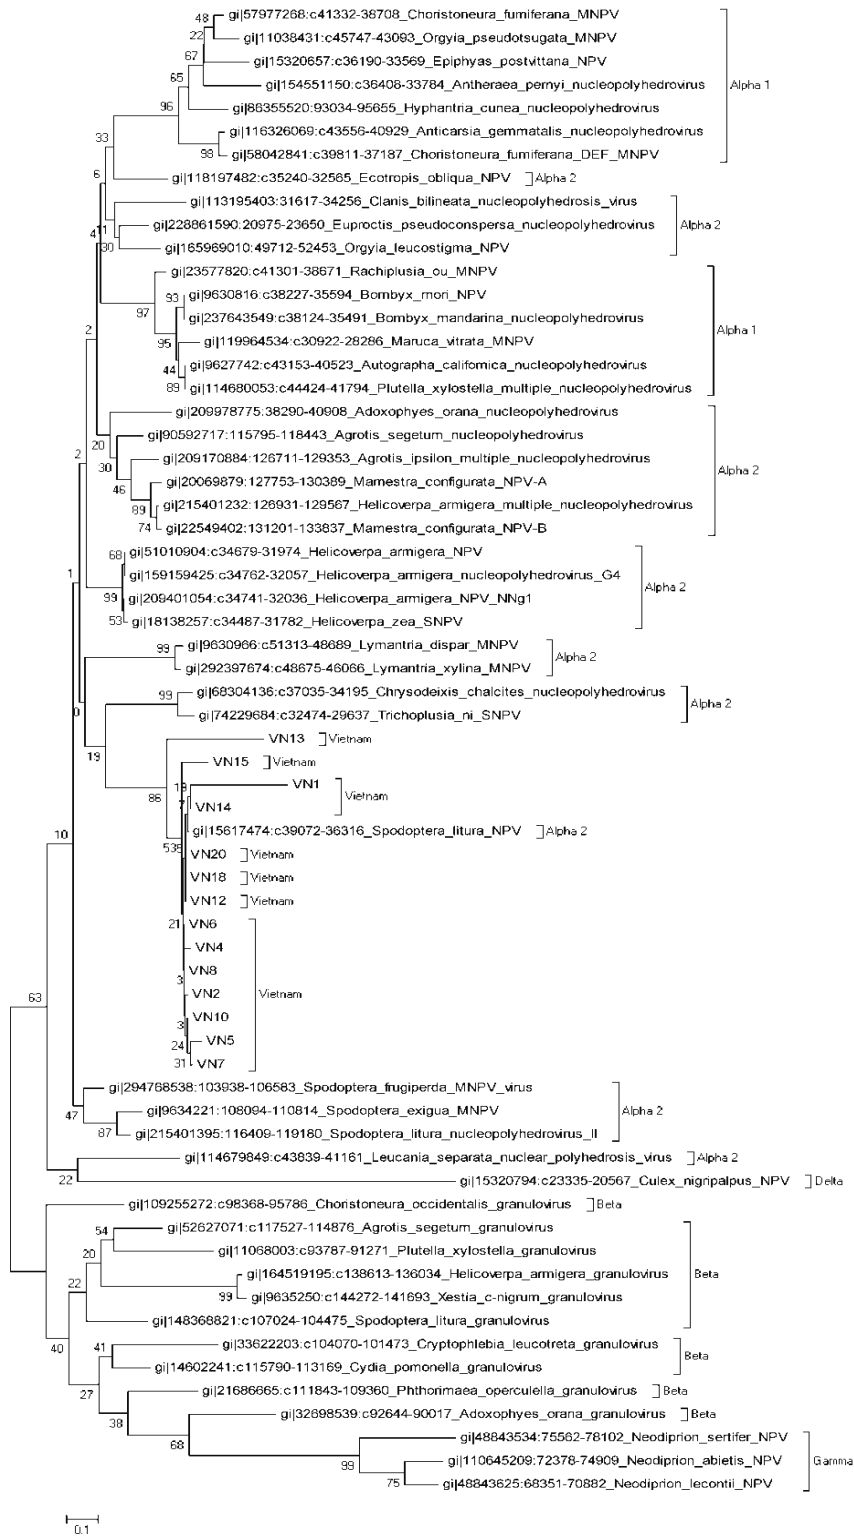 gi|57977268:c41332-38708_Choristoneura_fumiferana_MNPV
48
22
gi|11038431:c45747-43093_Orgyia_pseudotsugata_MNPV
67
gi|15320657:c36190-33569_Epiphyas_postvittana_NPV
65
gi|154551150:c36408-33784_Antheraea_pernyi_nucleopolyhedrovirus
Alpha 1
96
gi|66355520:93034-95655_Hyphantria_cunea_nucleopolyhedrovirus
gi|116326069:c43556-40929_Anticarsia_gemmatalis_nucleopolyhedrovirus
33
98
gi|58042841:c39811-37187_Choristoneura_fumiferana_DEF_MNPV
6
gi|118197482:c35240-32565_Ecotropis_obliqua_NPV
Alpha 2
gi|113195403:31617-34256_Clanis_bilineata_nucleopolyhedrosis_virus
gi|228861590:20975-23650_Euproctis_pseudoconspersa_nucleopolyhedrovirus
Alpha 2
4
11
30
gi|165969010:49712-52453_Orgyia_leucostigma_NPV
gi|23577820:c41301-38671_Rachiplusia_ou_MNPV
93
gi|9630816:c38227-35594_Bombyx_mori_NPV
97
gi|237643549:c38124-35491_Bombyx_mandarina_nucleopolyhedrovirus
Alpha 1
2
95
gi|119964534:c30922-28286_Maruca_vitrata_MNPV
44
gi|9627742:c43153-40523_Autographa_californica_nucleopolyhedrovirus
89
gi|114680053:c44424-41794_Plutella_xylostella_multiple_nucleopolyhedrovirus
gi|209978775:38290-40908_Adoxophyes_orana_nucleopolyhedrovirus
20
gi|90592717:115795-118443_Agrotis_segetum_nucleopolyhedrovirus
2
30
gi|209170884:126711-129353_Agrotis_ipsilon_multiple_nucleopolyhedrovirus
Alpha 2
46
gi|20069879:127753-130389_Mamestra_configurata_NPV-A
89
gi|215401232:126931-129567_Helicoverpa_armigera_multiple_nucleopolyhedrovirus
74
gi|22549402:131201-133837_Mamestra_configurata_NPV-B
68
gi|51010904:c34679-31974_Helicoverpa_armigera_NPV
1
gi|159159425:c34762-32057_Helicoverpa_armigera_nucleopolyhedrovirus_G4
Alpha 2
99
gi|209401054:c34741-32036_Helicoverpa_armigera_NPV_NNg1
53
gi|18138257:c34487-31782_Helicoverpa_zea_SNPV
99
gi|9630966:c51313-48689_Lymantria_dispar_MNPV
Alpha 2
gi|292397674:c48675-46066_Lymantria_xylina_MNPV
99
gi|68304136:c37035-34195_Chrysodeixis_chalcites_nucleopolyhedrovirus
Alpha 2
0
gi|74229684:c32474-29637_Trichoplusia_ni_SNPV
VN13
Vietnam
19
VN15
Vietnam
86
VN1
Vietnam
7
VN14
10
gi|15617474:c39072-36316_Spodoptera_litura_NPV
Alpha 2
VN20
Vietnam
VN18
Vietnam
VN12
Vietnam
21
VN6
VN4
VN8
3
VN2
Vietnam
63
3
VN10
24
VN5
31
VN7
gi|294768538:103938-106583_Spodoptera_frugiperda_MNPV_virus
47
gi|9634221:108094-110814_Spodoptera_exigua_MNPV
Alpha 2
87
gi|215401395:116409-119180_Spodoptera_litura_nucleopolyhedrovirus_II
gi|114679849:c43839-41161_Leucania_separata_nuclear_polyhedrosis_virus
Alpha 2
22
gi|15320794:c23335-20567_Culex_nigripalpus_NPV
Delta
gi|109255272:c98368-95786_Choristoneura_occidentalis_granulovirus
Beta
54
gi|52627071:c117527-114876_Agrotis_segetum_granulovirus
20
gi|11068003:c93787-91271_Plutella_xylostella_granulovirus
22
gi|164519195:c138613-136034_Helicoverpa_armigera_granulovirus
Beta
99
gi|9635250:c144272-141693_Xestia_c-nigrum_granulovirus
gi|148368821:c107024-104475_Spodoptera_litura_granulovirus
40
41
gi|33622203:c104070-101473_Cryptophlebia_leucotreta_granulovirus
Beta
gi|14602241:c115790-113169_Cydia_pomonella_granulovirus
27
gi|21686665:c111843-109360_Phthorimaea_operculella_granulovirus
Beta
38
gi|32698539:c92644-90017_Adoxophyes_orana_granulovirus
Beta
68
gi|48843534:75562-78102_Neodiprion_sertifer_NPV
99
gi|110645209:72378-74909_Neodiprion_abietis_NPV
Gamma
75
gi|48843625:68351-70882_Neodiprion_lecontii_NPV
0.1